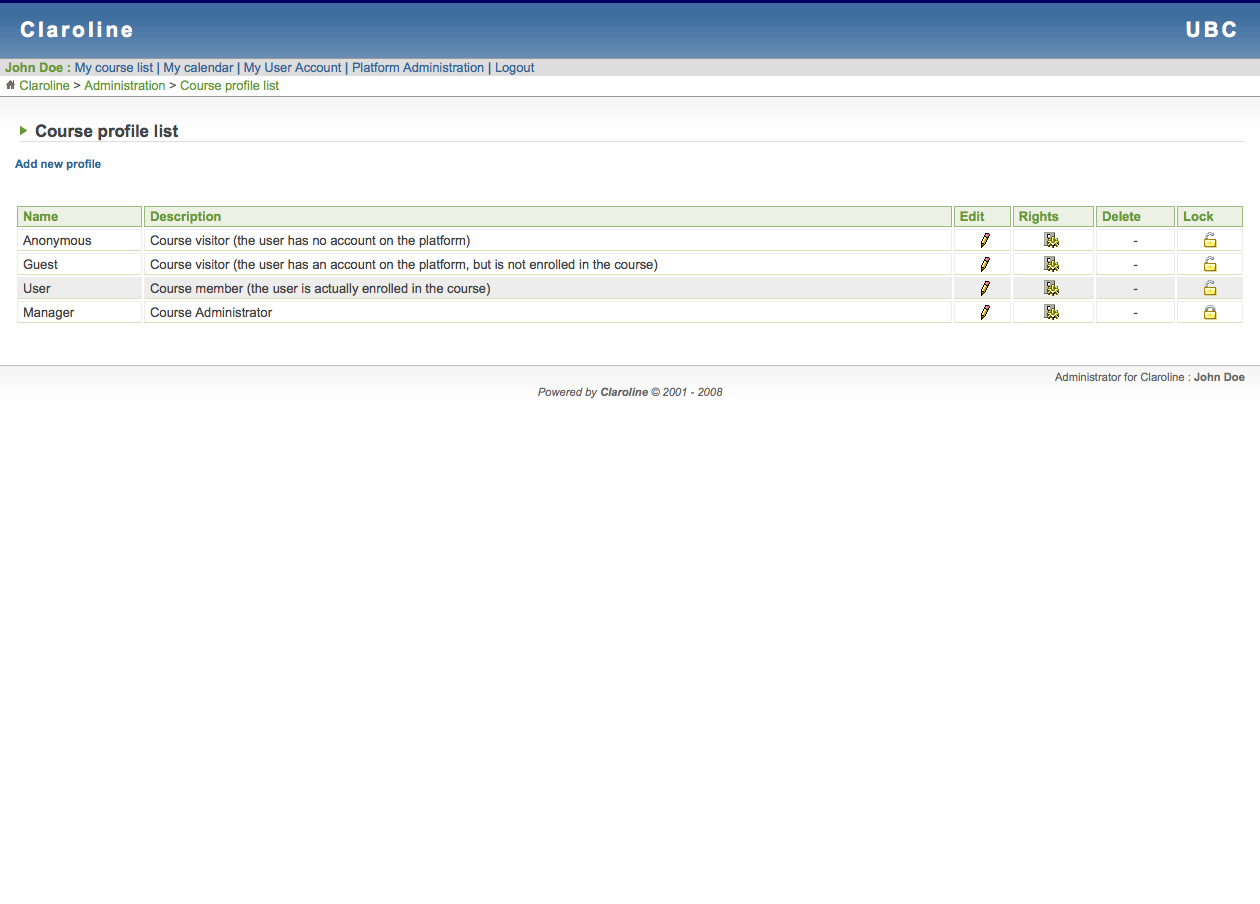 Claroline UBC
John Doe : My course list | My calendar | My User Account | Platform Administration | Logout
Claroline > Administration > Course profile list
Course profile list
Add new profile
Name Description Edit Rights Delete Lock
Anonymous Course visitor (the user has no account on the platform) -
Guest Course visitor (the user has an account on the platform, but is not enrolled in the course) -
User Course member (the user is actually enrolled in the course) -
Manager Course Administrator -
Administrator for Claroline : John Doe
Powered by Claroline © 2001 - 2008